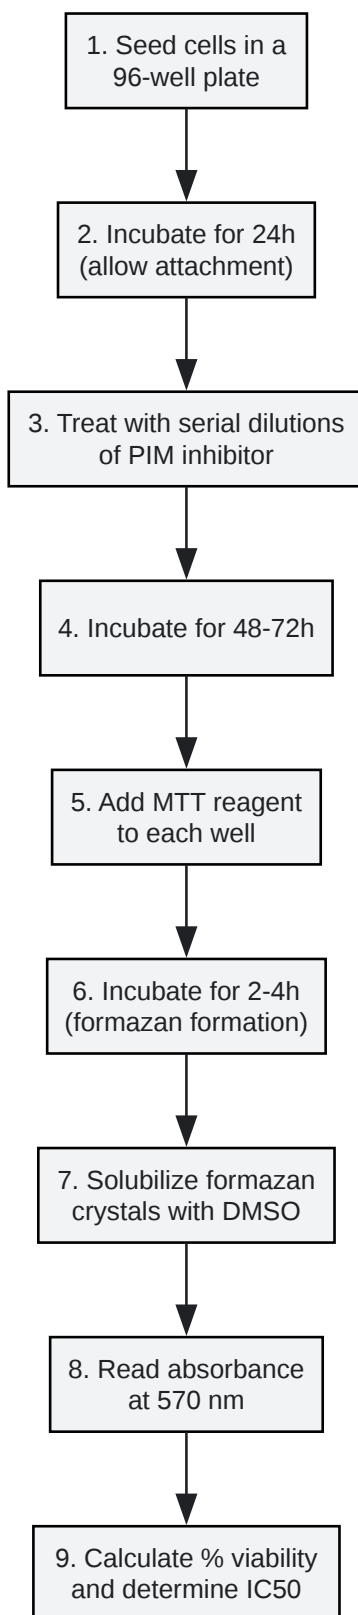 1. Seed cells in a
96-well plate
2. Incubate for 24h
(allow attachment)
3. Treat with serial dilutions
of PIM inhibitor
4. Incubate for 48-72h
5. Add MTT reagent
to each well
6. Incubate for 2-4h
(formazan formation)
7. Solubilize formazan
crystals with DMSO
8. Read absorbance
at 570 nm
9. Calculate % viability
and determine IC50